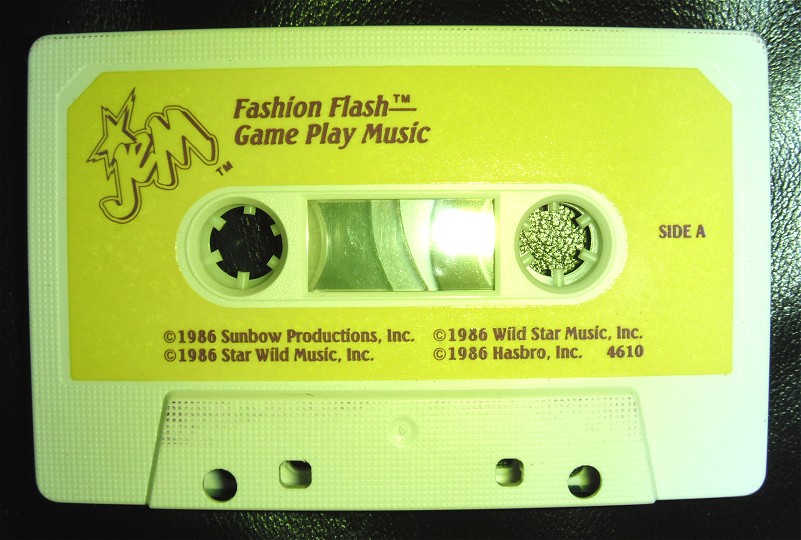 Jem™
Fashion Flash™—
Game Play Music
SIDE A
©1986 Sunbow Productions, Inc. ©1986 Wild Star Music, Inc.
©1986 Star Wild Music, Inc. ©1986 Hasbro, Inc. 4610